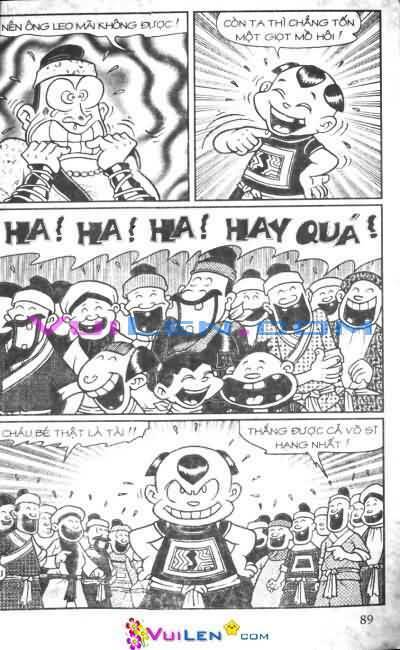 NÊN ÔNG LEO MÃI KHÔNG ĐƯỢC!
CÒN TA THÌ CHẲNG TỐN
MỘT GIỌT MỒ HÔI!
HA! HA! HA! HAY QUÁ!
VUILEN.COM
CHÁU BÉ THẬT LÀ TÀI!!
THẮNG ĐƯỢC CẢ VÕ SĨ
HẠNG NHẤT!
89
VUILEN.COM